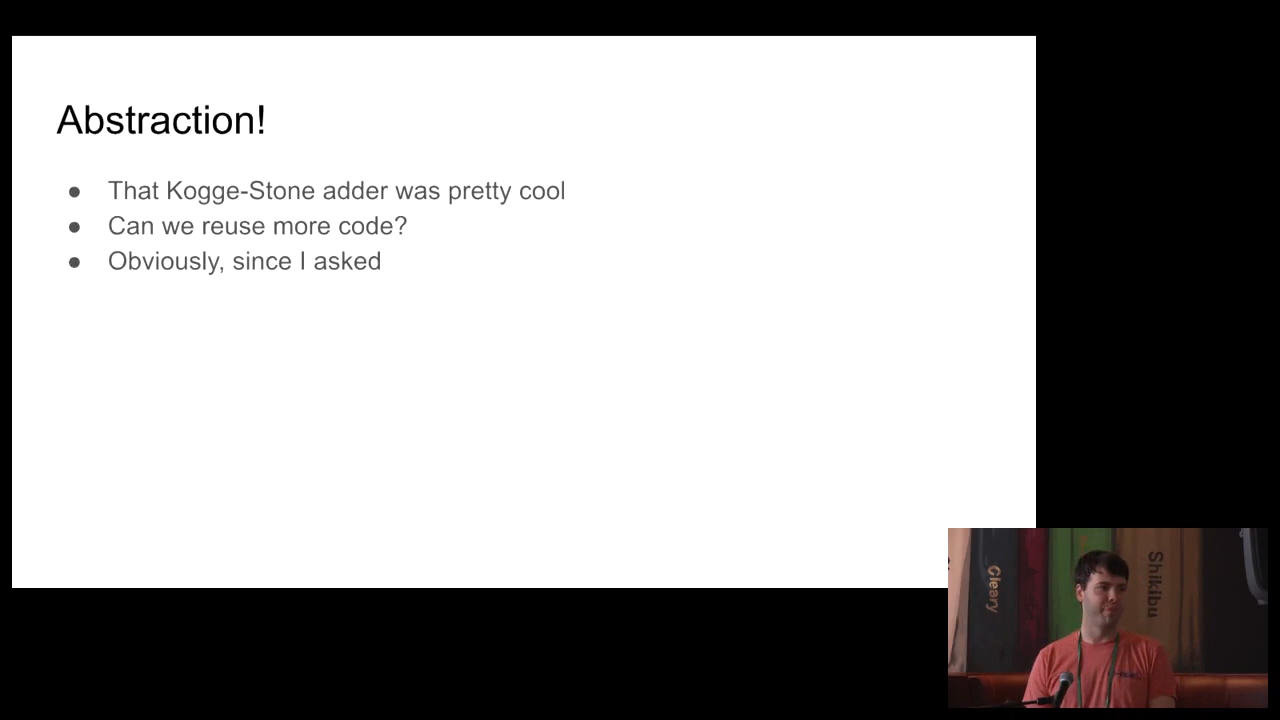 Abstraction!
● That Kogge-Stone adder was pretty cool
● Can we reuse more code?
● Obviously, since I asked
Cleary
Shikibu